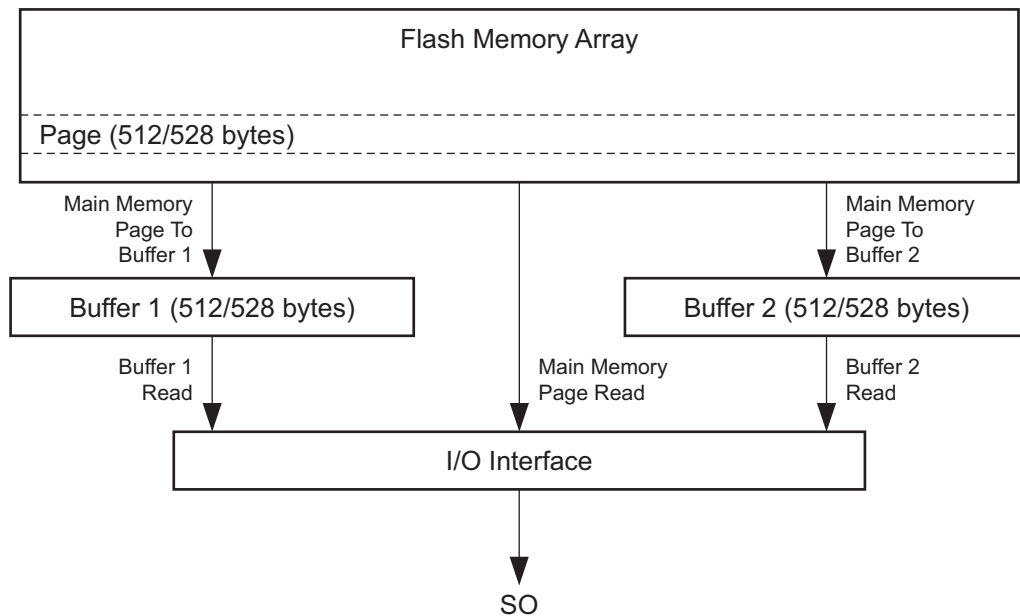 Flash Memory Array
Page (512/528 bytes)
Main Memory
Page To
Buffer 1
Main Memory
Page To
Buffer 2
Buffer 1 (512/528 bytes)
Buffer 2 (512/528 bytes)
Buffer 1
Read
Main Memory
Page Read
Buffer 2
Read
I/O Interface
SO